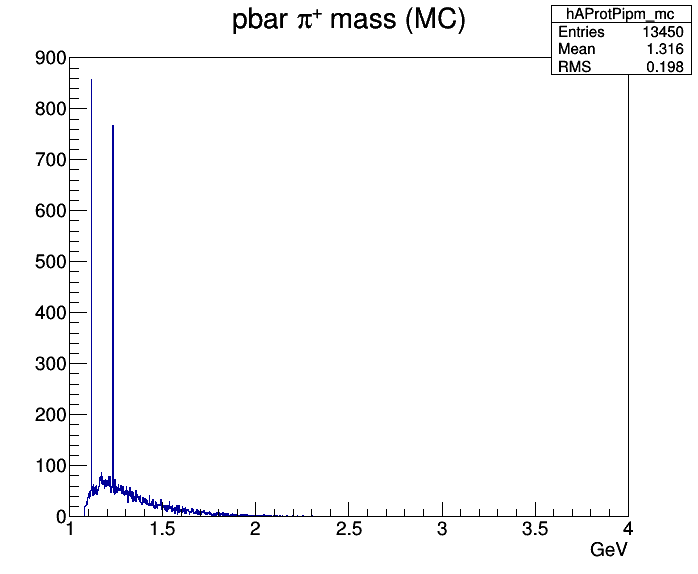 pbar π⁺ mass (MC)
hAProtPipm_mc
Entries 13450
Mean 1.316
RMS 0.198
900
800
700
600
500
400
300
200
100
0
1 1.5 2 2.5 3 3.5 4
GeV